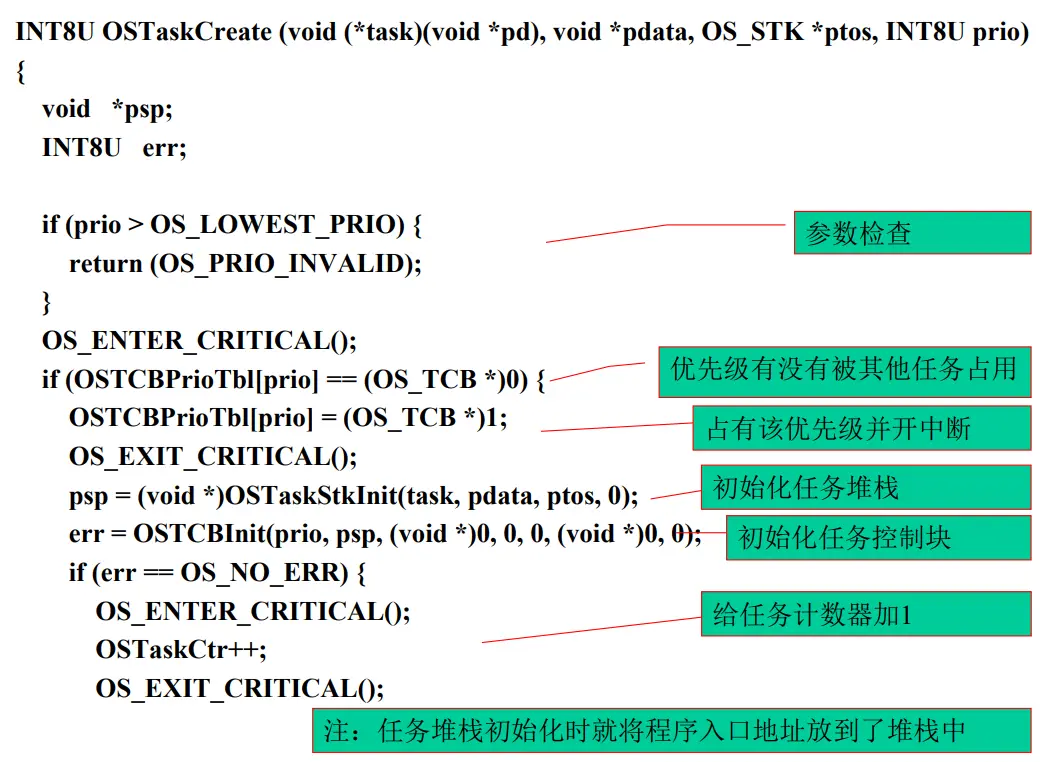 INT8U OSTaskCreate (void (*task)(void *pd), void *pdata, OS_STK *ptos, INT8U prio)
{
void *psp;
INT8U err;
if (prio > OS_LOWEST_PRIO) {
参数检查
return (OS_PRIO_INVALID);
}
OS_ENTER_CRITICAL();
if (OSTCBPrioTbl[prio] == (OS_TCB *)0) {
优先级有没有被其他任务占用
OSTCBPrioTbl[prio] = (OS_TCB *)1;
占有该优先级并开中断
OS_EXIT_CRITICAL();
psp = (void *)OSTaskStkInit(task, pdata, ptos, 0);
初始化任务堆栈
err = OSTCBInit(prio, psp, (void *)0, 0, 0, (void *)0, 0);
初始化任务控制块
if (err == OS_NO_ERR) {
OS_ENTER_CRITICAL();
给任务计数器加1
OSTaskCtr++;
OS_EXIT_CRITICAL();
注：任务堆栈初始化时就将程序入口地址放到了堆栈中